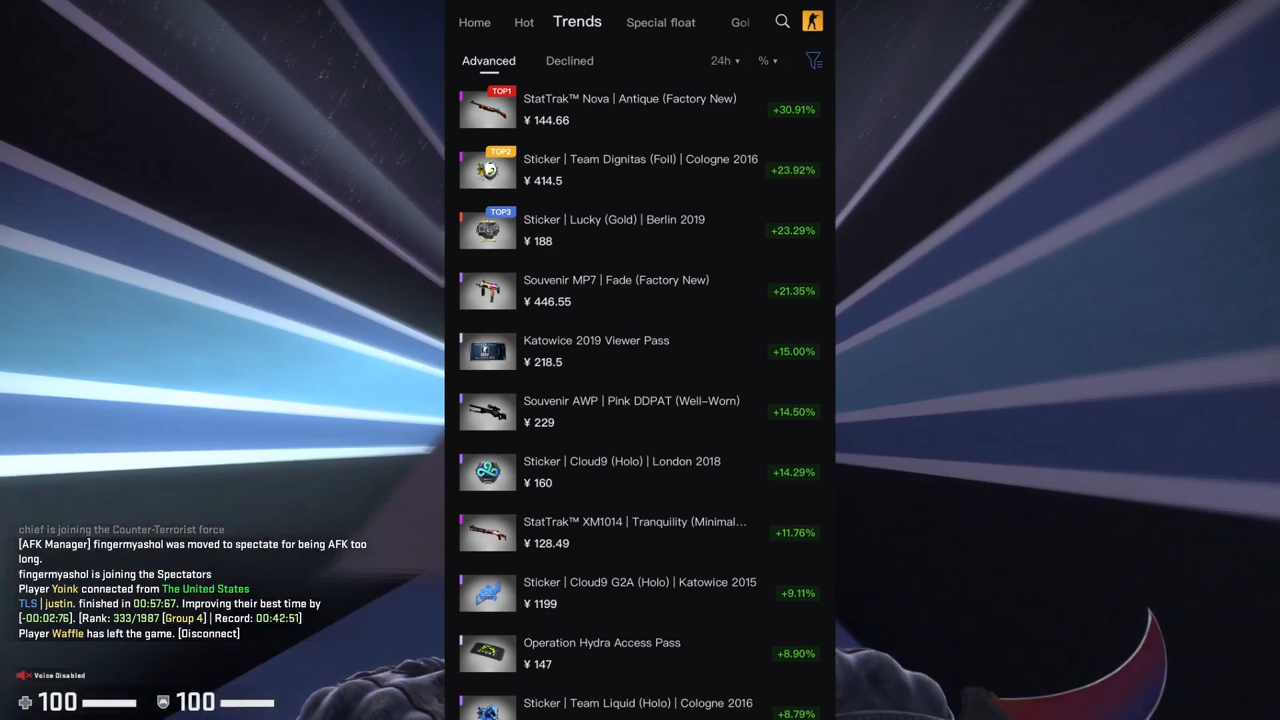 Home Hot Trends Special float Gol
Advanced Declined 24h % 
TOP1
StatTrak™ Nova | Antique (Factory New)
¥ 144.66
+30.91%
TOP2
Sticker | Team Dignitas (Foil) | Cologne 2016
¥ 414.5
+23.92%
TOP3
Sticker | Lucky (Gold) | Berlin 2019
¥ 188
+23.29%
Souvenir MP7 | Fade (Factory New)
¥ 446.55
+21.35%
Katowice 2019 Viewer Pass
¥ 218.5
+15.00%
Souvenir AWP | Pink DDPAT (Well-Worn)
¥ 229
+14.50%
Sticker | Cloud9 (Holo) | London 2018
¥ 160
+14.29%
StatTrak™ XM1014 | Tranquility (Minimal...
¥ 128.49
+11.76%
Sticker | Cloud9 G2A (Holo) | Katowice 2015
¥ 1199
+9.11%
Operation Hydra Access Pass
¥ 147
+8.90%
Sticker | Team Liquid (Holo) | Cologne 2016
+8.79%
chief is joining the Counter-Terrorist force
[AFK Manager] fingermyashol was moved to spectate for being AFK too
long.
fingermyashol is joining the Spectators
Player Yoink connected from The United States
TLS | justin. finished in 00:57:67. Improving their best time by
[-00:02:76]. [Rank: 333/1987 [Group 4] | Record: 00:42:51]
Player Waffle has left the game. [Disconnect]
Voice Disabled
100 100